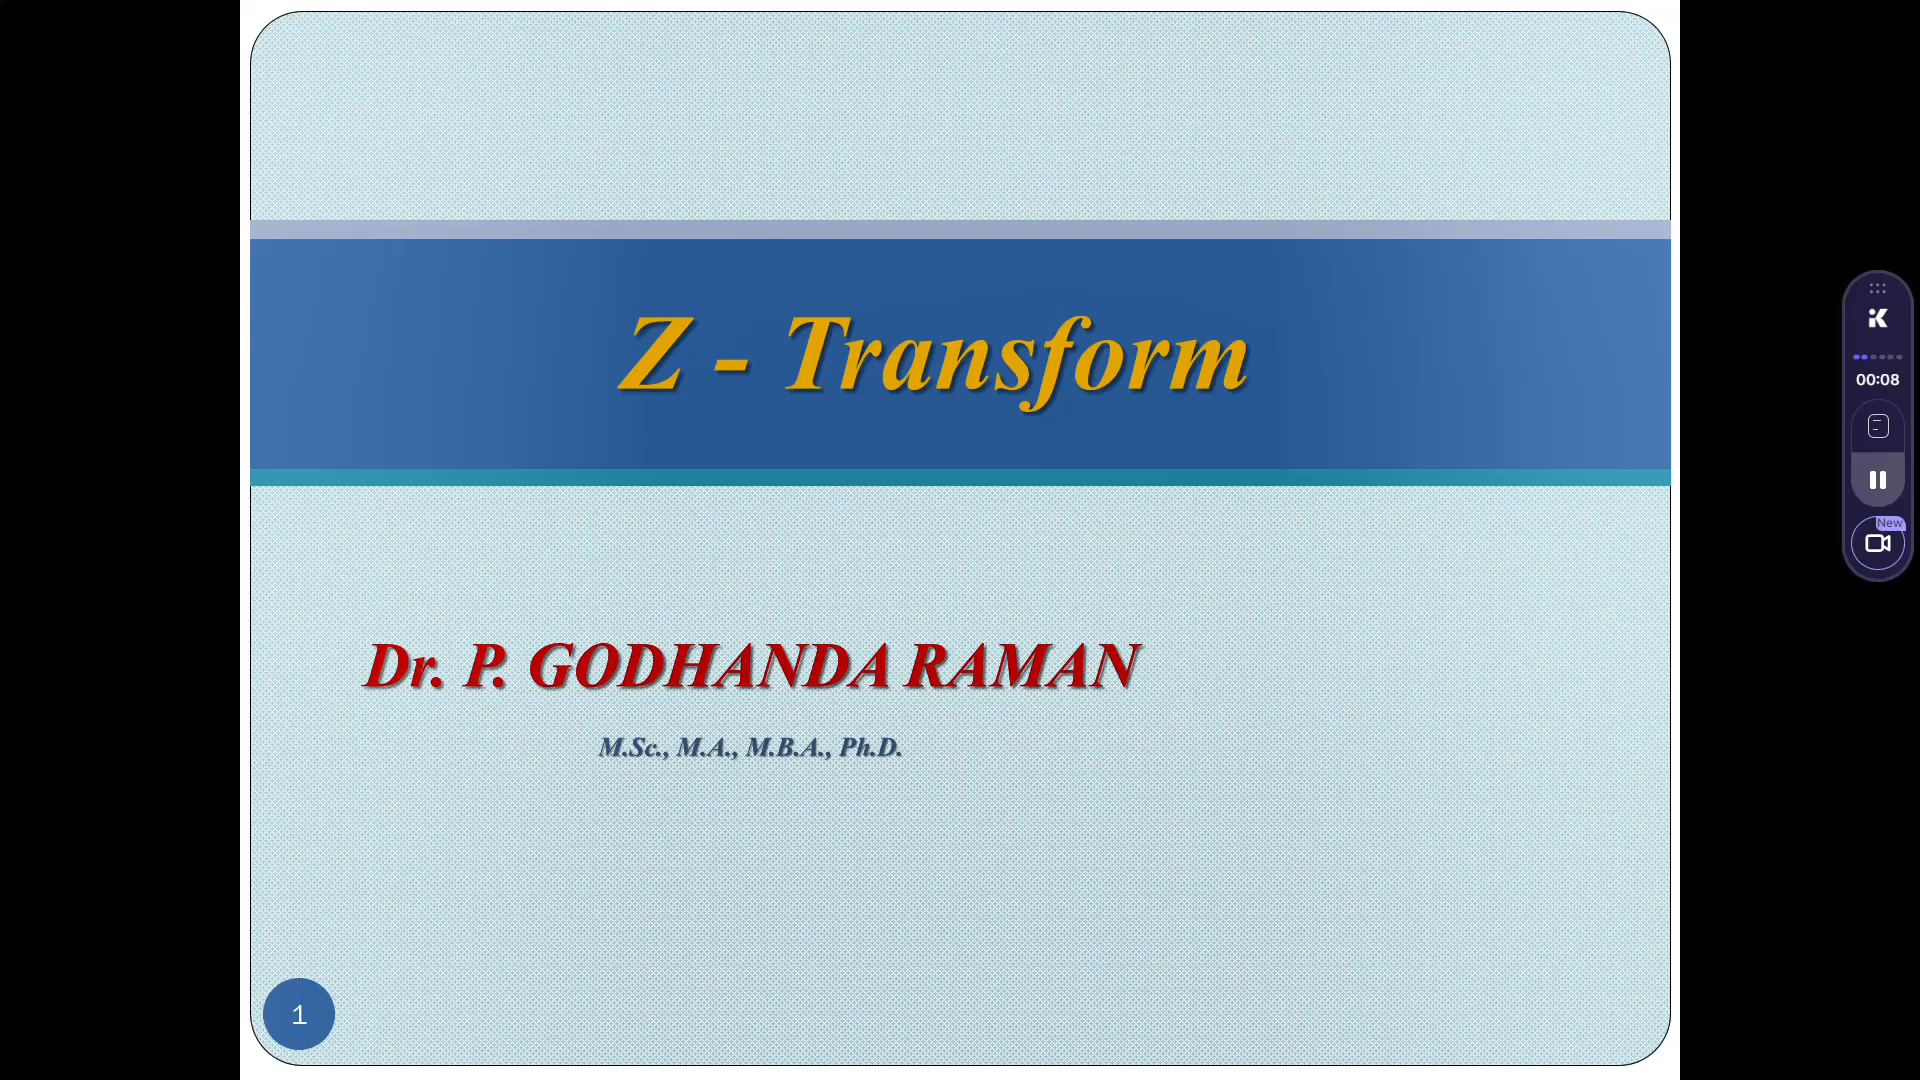 Z - Transform
Dr. P. GODHANDA RAMAN
M.Sc., M.A., M.B.A., Ph.D.
1
00:08
New